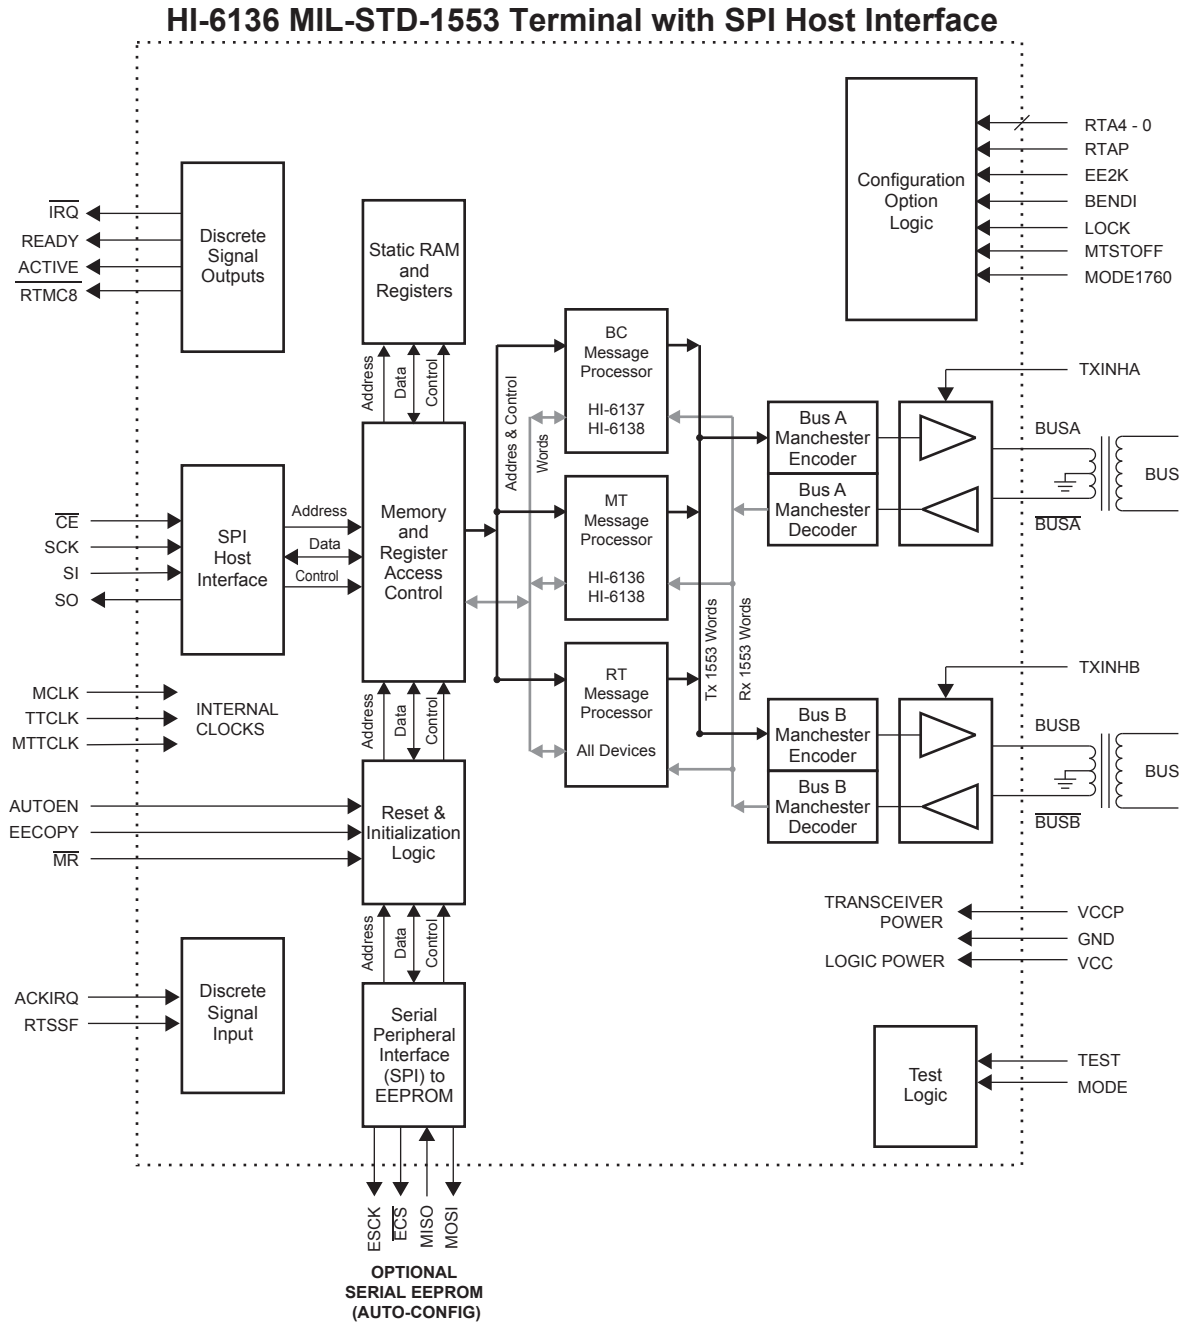 HI-6136 MIL-STD-1553 Terminal with SPI Host Interface
RTA4 - 0
RTAP
EE2K
BENDI
LOCK
MTSTOFF
MODE1760
Configuration
Option
Logic
IRQ
READY
ACTIVE
RTMC8
Discrete
Signal
Outputs
Static RAM
and
Registers
Address
Data
Control
BC
Message
Processor
HI-6137
HI-6138
Addres & Control
Words
TXINHA
Bus A
Manchester
Encoder
Bus A
Manchester
Decoder
BUSA
BUSA
BUS
CE
SCK
SI
SO
SPI
Host
Interface
Address
Data
Control
Memory
and
Register
Access
Control
MT
Message
Processor
HI-6136
HI-6138
Tx 1553 Words
Rx 1553 Words
RT
Message
Processor
All Devices
TXINHB
Bus B
Manchester
Encoder
Bus B
Manchester
Decoder
BUSB
BUSB
BUS
MCLK
TTCLK
MTTCLK
INTERNAL
CLOCKS
Address
Data
Control
AUTOEN
EECOPY
MR
Reset &
Initialization
Logic
TRANSCEIVER
POWER
LOGIC POWER
VCCP
GND
VCC
Address
Data
Control
ACKIRQ
RTSSF
Discrete
Signal
Input
Serial
Peripheral
Interface
(SPI) to
EEPROM
Test
Logic
TEST
MODE
ESCK
ECS
MISO
MOSI
OPTIONAL
SERIAL EEPROM
(AUTO-CONFIG)